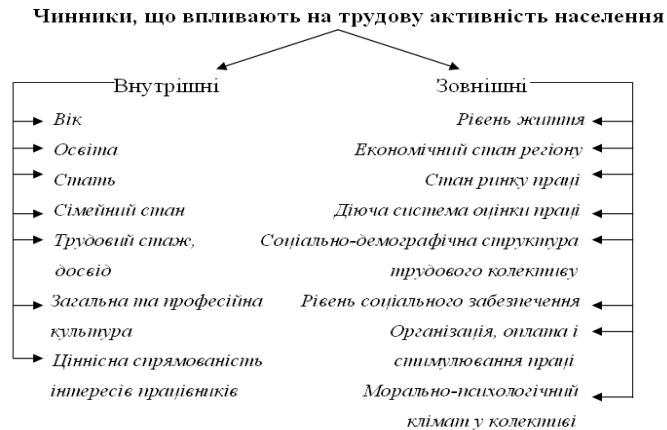 Чинники, що впливають на трудову активність населення
Внутрішні
Вік
Освіта
Стать
Сімейний стан
Трудовий стаж,
досвід
Загальна та професійна
культура
Ціннісна спрямованість
інтересів працівників
Зовнішні
Рівень життя
Економічний стан регіону
Стан ринку праці
Діюча система оцінки праці
Соціально-демографічна структура
трудового колективу
Рівень соціального забезпечення
Організація, оплата і
стимулювання праці
Морально-психологічний
клімат у колективі